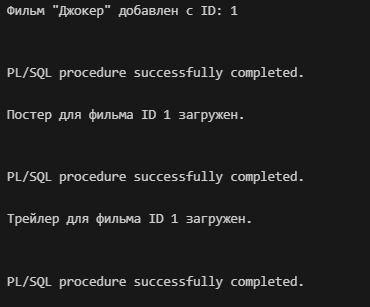 Фильм "Джокер" добавлен с ID: 1
PL/SQL procedure successfully completed.
Постер для фильма ID 1 загружен.
PL/SQL procedure successfully completed.
Трейлер для фильма ID 1 загружен.
PL/SQL procedure successfully completed.